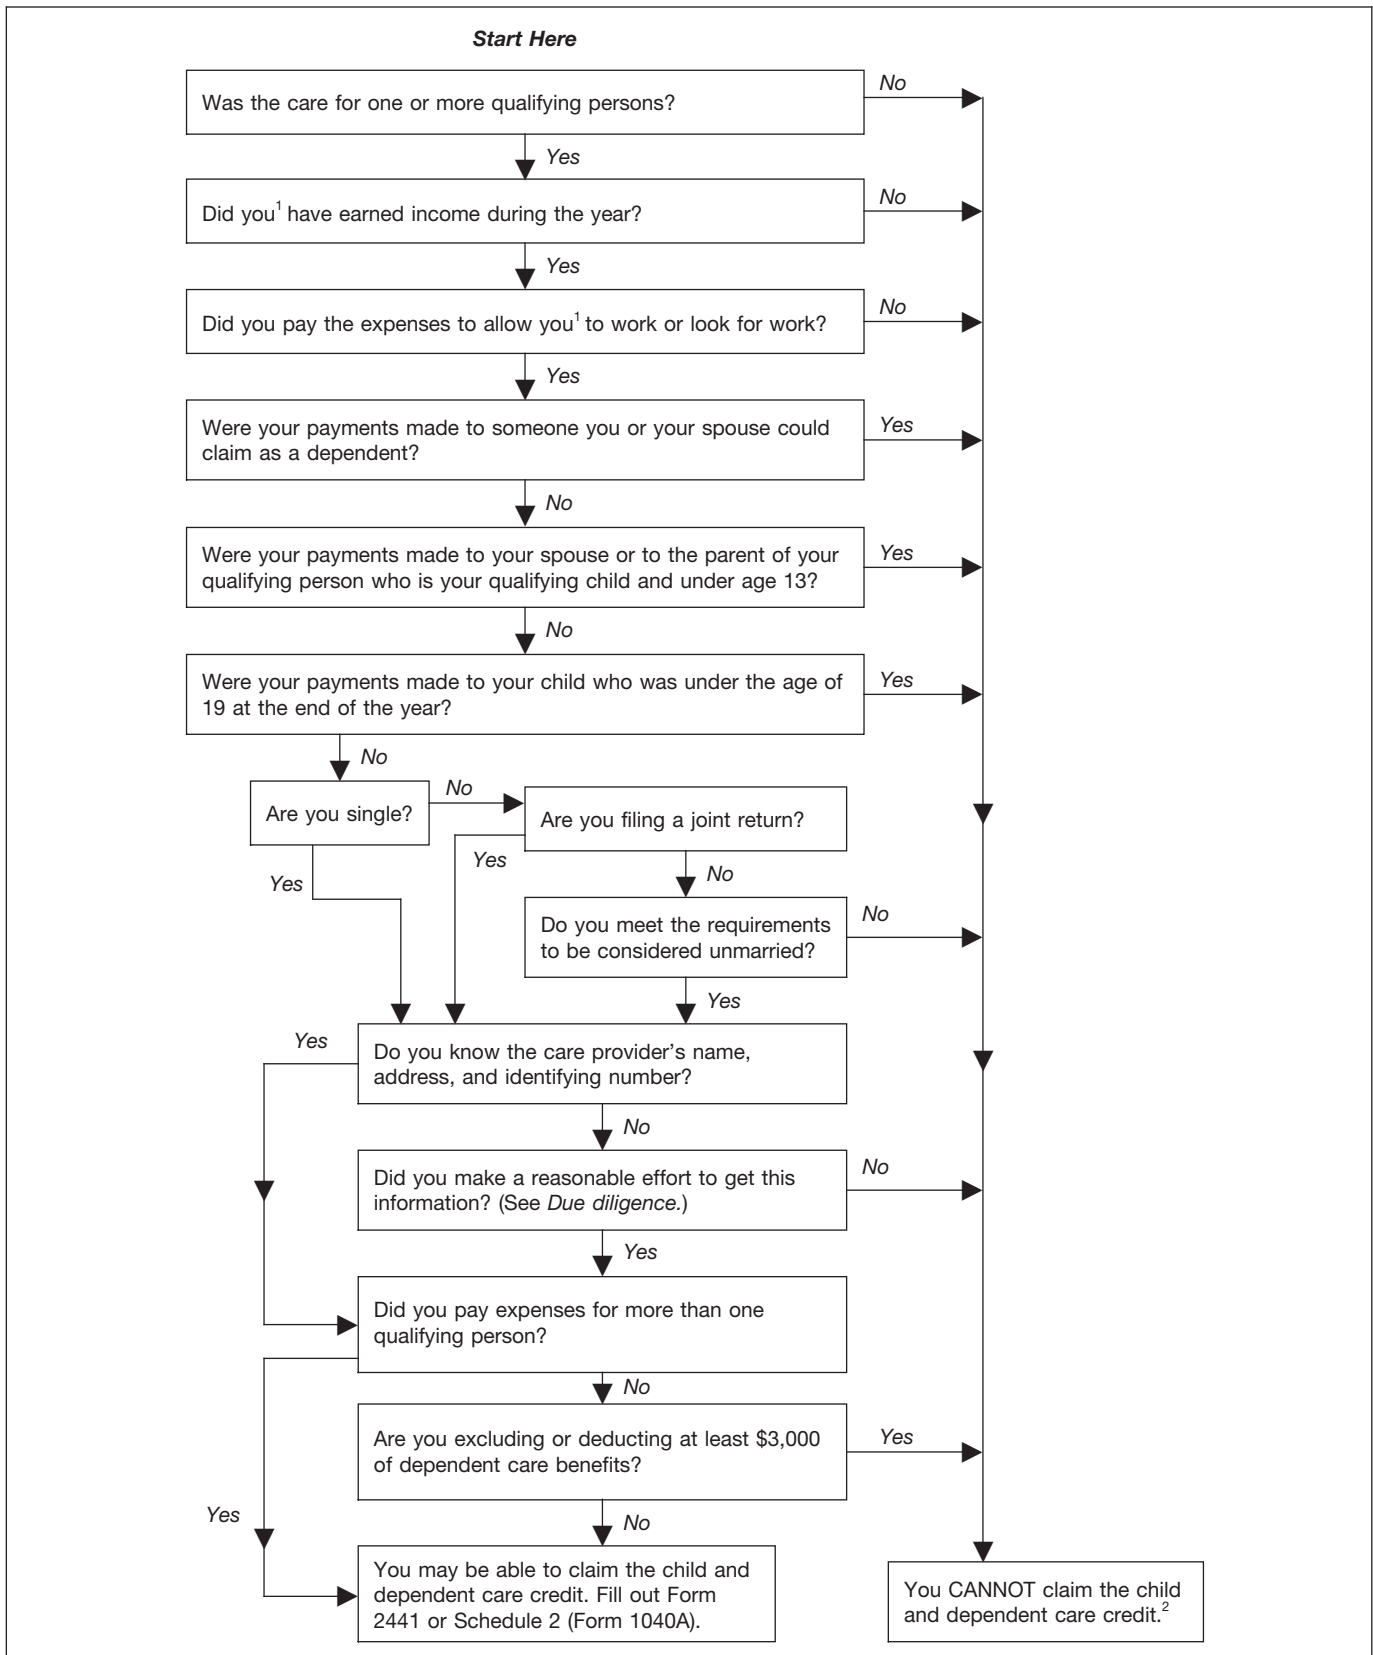 Start Here
Was the care for one or more qualifying persons?
No
Yes
Did you¹ have earned income during the year?
No
Yes
Did you pay the expenses to allow you¹ to work or look for work?
No
Yes
Were your payments made to someone you or your spouse could
claim as a dependent?
Yes
No
Were your payments made to your spouse or to the parent of your
qualifying person who is your qualifying child and under age 13?
Yes
No
Were your payments made to your child who was under the age of
19 at the end of the year?
Yes
No
Are you single?
No
Are you filing a joint return?
Yes
Yes
No
Do you meet the requirements
to be considered unmarried?
No
Yes
Do you know the care provider's name,
address, and identifying number?
Yes
No
Did you make a reasonable effort to get this
information? (See Due diligence.)
No
Yes
Did you pay expenses for more than one
qualifying person?
No
Are you excluding or deducting at least $3,000
of dependent care benefits?
Yes
Yes
No
You may be able to claim the child and
dependent care credit. Fill out Form
2441 or Schedule 2 (Form 1040A).
You CANNOT claim the child
and dependent care credit.²